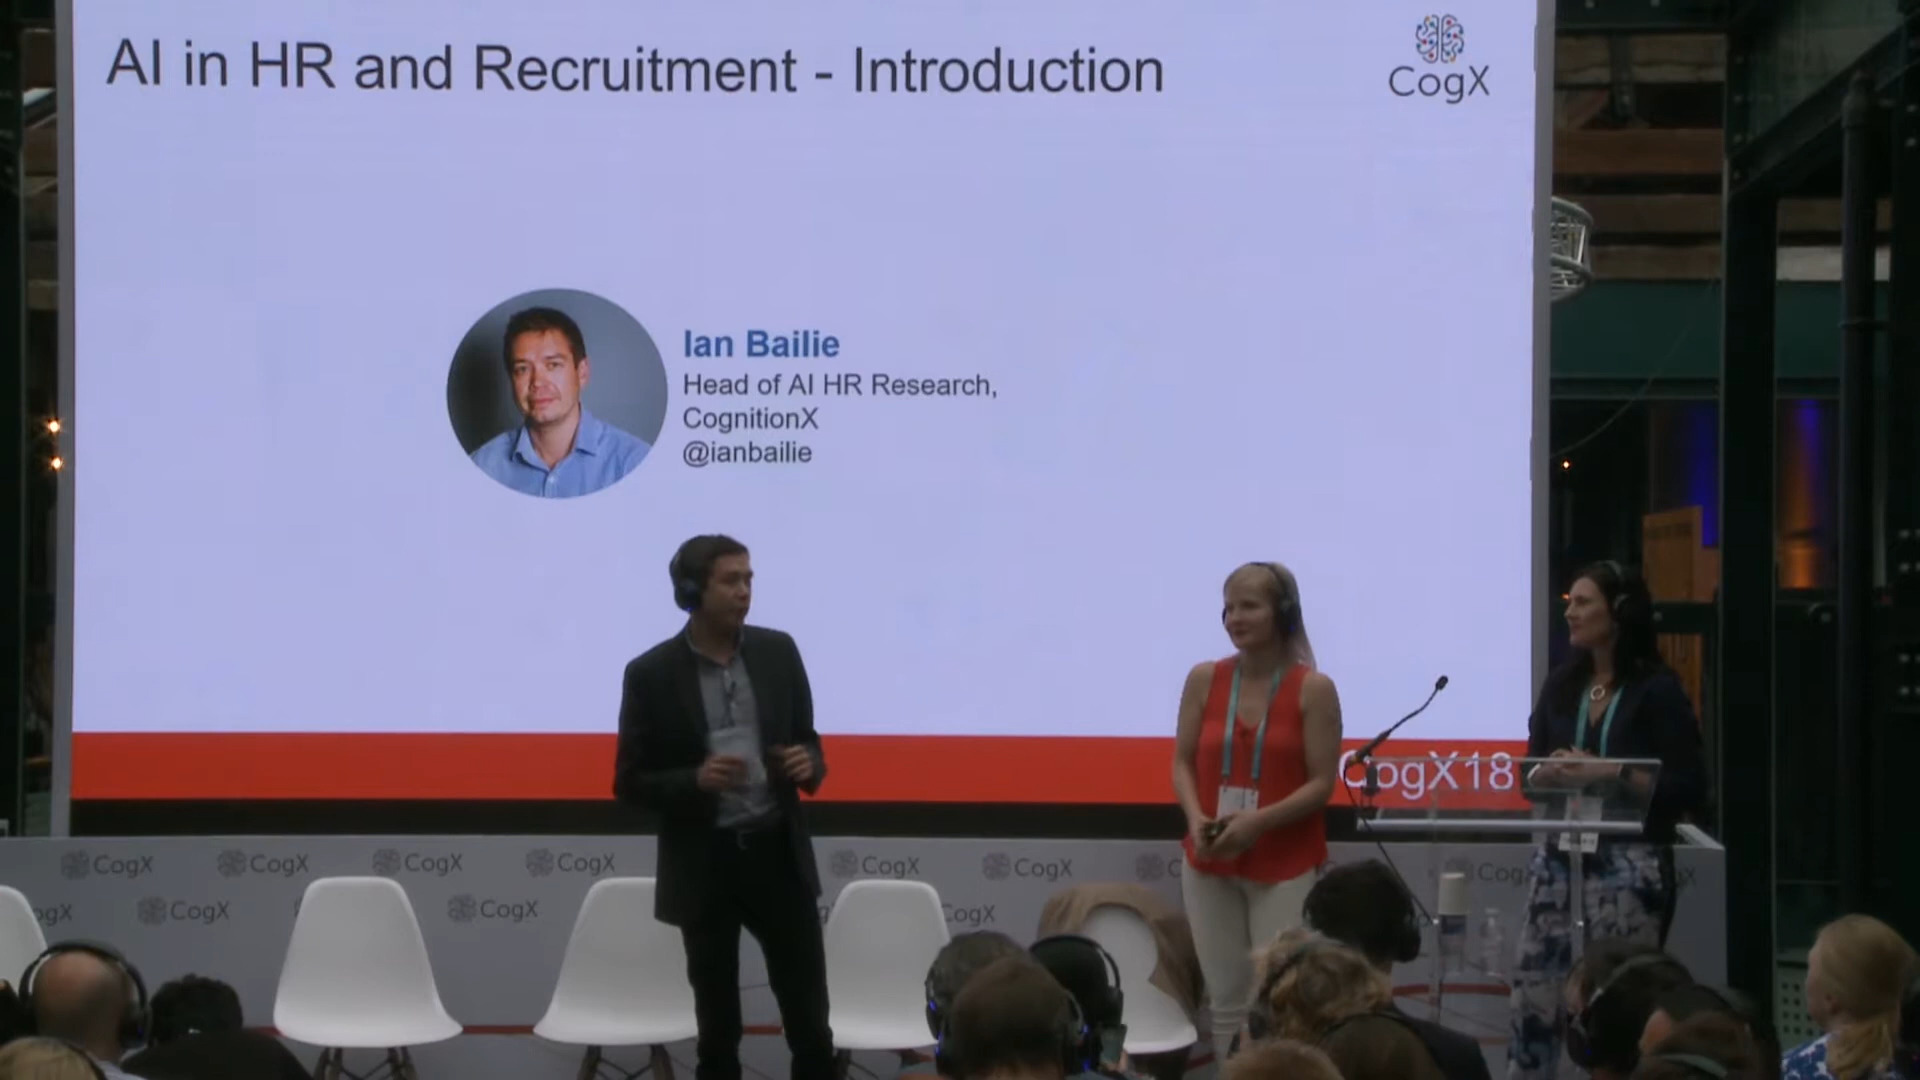 AI in HR and Recruitment - Introduction
CogX
Ian Bailie
Head of AI HR Research,
CognitionX
@ianbailie
CogX18
CogX
CogX
CogX
CogX
CogX
CogX
CogX
CogX
CogX